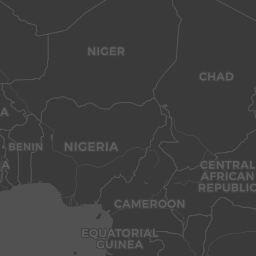 NIGER
CHAD
A
BENIN
NIGERIA
A
CENTRAL
AFRICAN
REPUBLIC
CAMEROON
EQUATORIAL
GUINEA